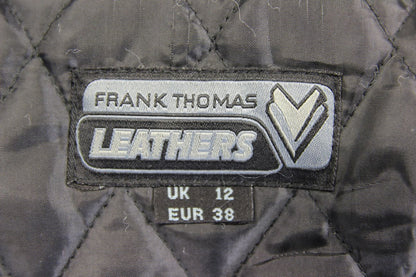 FRANK THOMAS
LEATHERS
UK 12
EUR 38